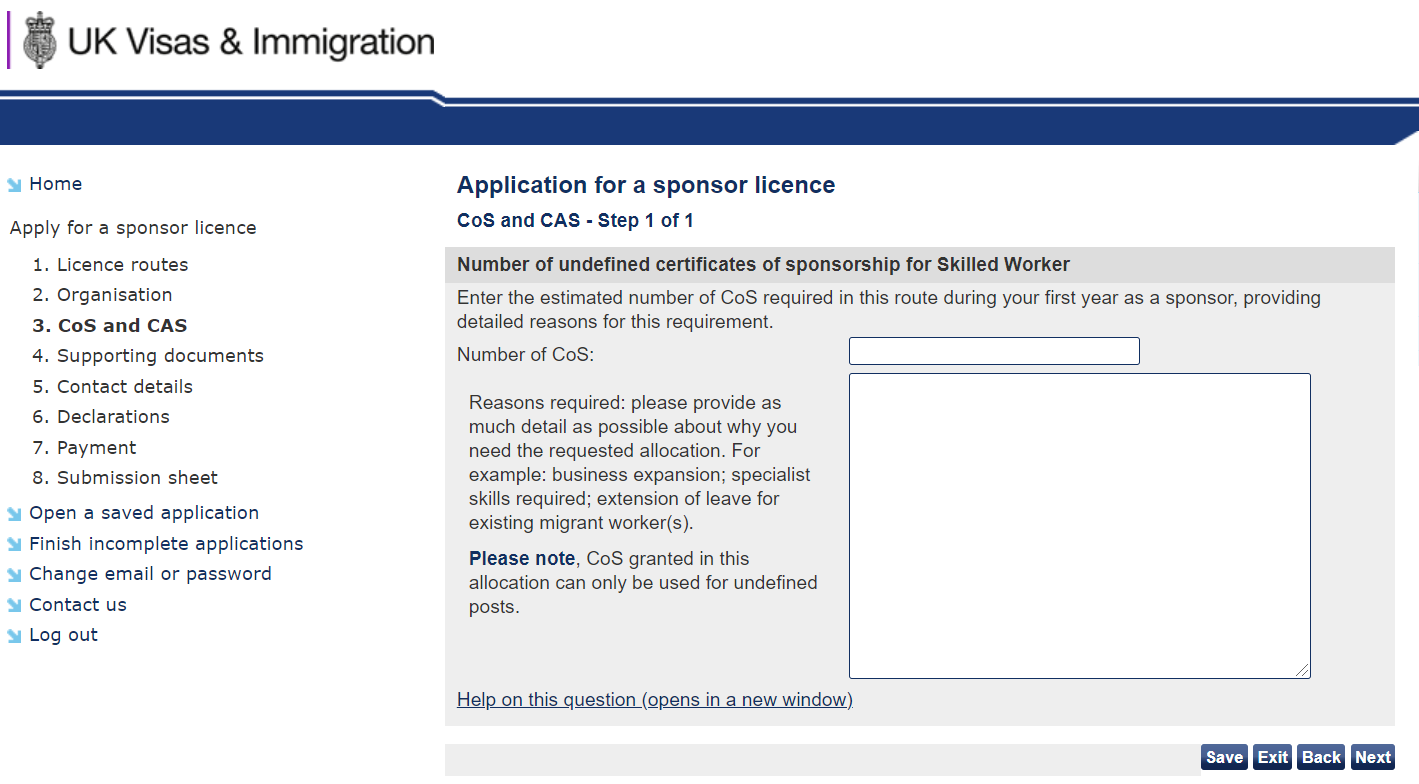 UK Visas & Immigration
Home
Apply for a sponsor licence
1. Licence routes
2. Organisation
3. CoS and CAS
4. Supporting documents
5. Contact details
6. Declarations
7. Payment
8. Submission sheet
Open a saved application
Finish incomplete applications
Change email or password
Contact us
Log out
Application for a sponsor licence
CoS and CAS - Step 1 of 1
Number of undefined certificates of sponsorship for Skilled Worker
Enter the estimated number of CoS required in this route during your first year as a sponsor, providing
detailed reasons for this requirement.
Number of CoS:
Reasons required: please provide as
much detail as possible about why you
need the requested allocation. For
example: business expansion; specialist
skills required; extension of leave for
existing migrant worker(s).
Please note, CoS granted in this
allocation can only be used for undefined
posts.
Help on this question (opens in a new window)
Save Exit Back Next